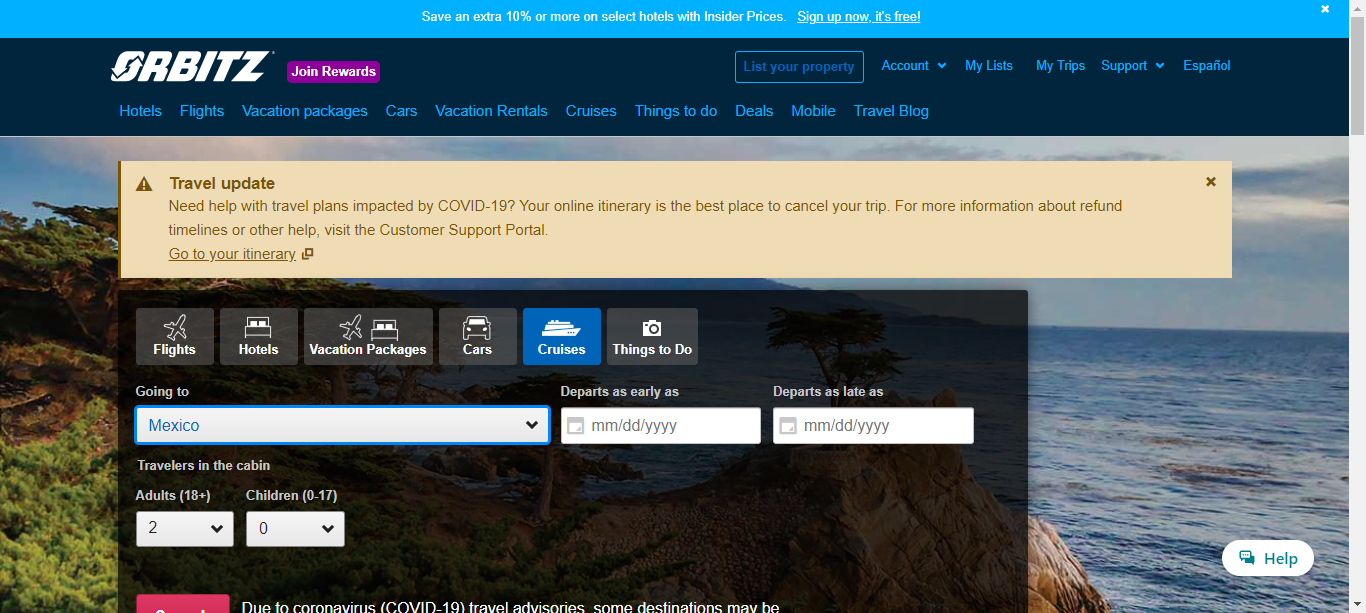 Save an extra 10% or more on select hotels with Insider Prices. Sign up now, it's free!
ORBITZ
Join Rewards
List your property
Account
My Lists
My Trips
Support
Español
Hotels
Flights
Vacation packages
Cars
Vacation Rentals
Cruises
Things to do
Deals
Mobile
Travel Blog
Travel update
Need help with travel plans impacted by COVID-19? Your online itinerary is the best place to cancel your trip. For more information about refund
timelines or other help, visit the Customer Support Portal.
Go to your itinerary
Flights
Hotels
Vacation Packages
Cars
Cruises
Things to Do
Going to
Departs as early as
Departs as late as
Mexico
mm/dd/yyyy
mm/dd/yyyy
Travelers in the cabin
Adults (18+)
Children (0-17)
2
0
Help
Due to coronavirus (COVID-19) travel advisories, some destinations may be